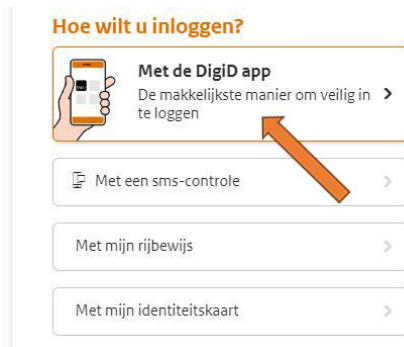 Hoe wilt u inloggen?
Met de DigiD app
De makkelijkste manier om veilig in
te loggen
Met een sms-controle
Met mijn rijbewijs
Met mijn identiteitskaart